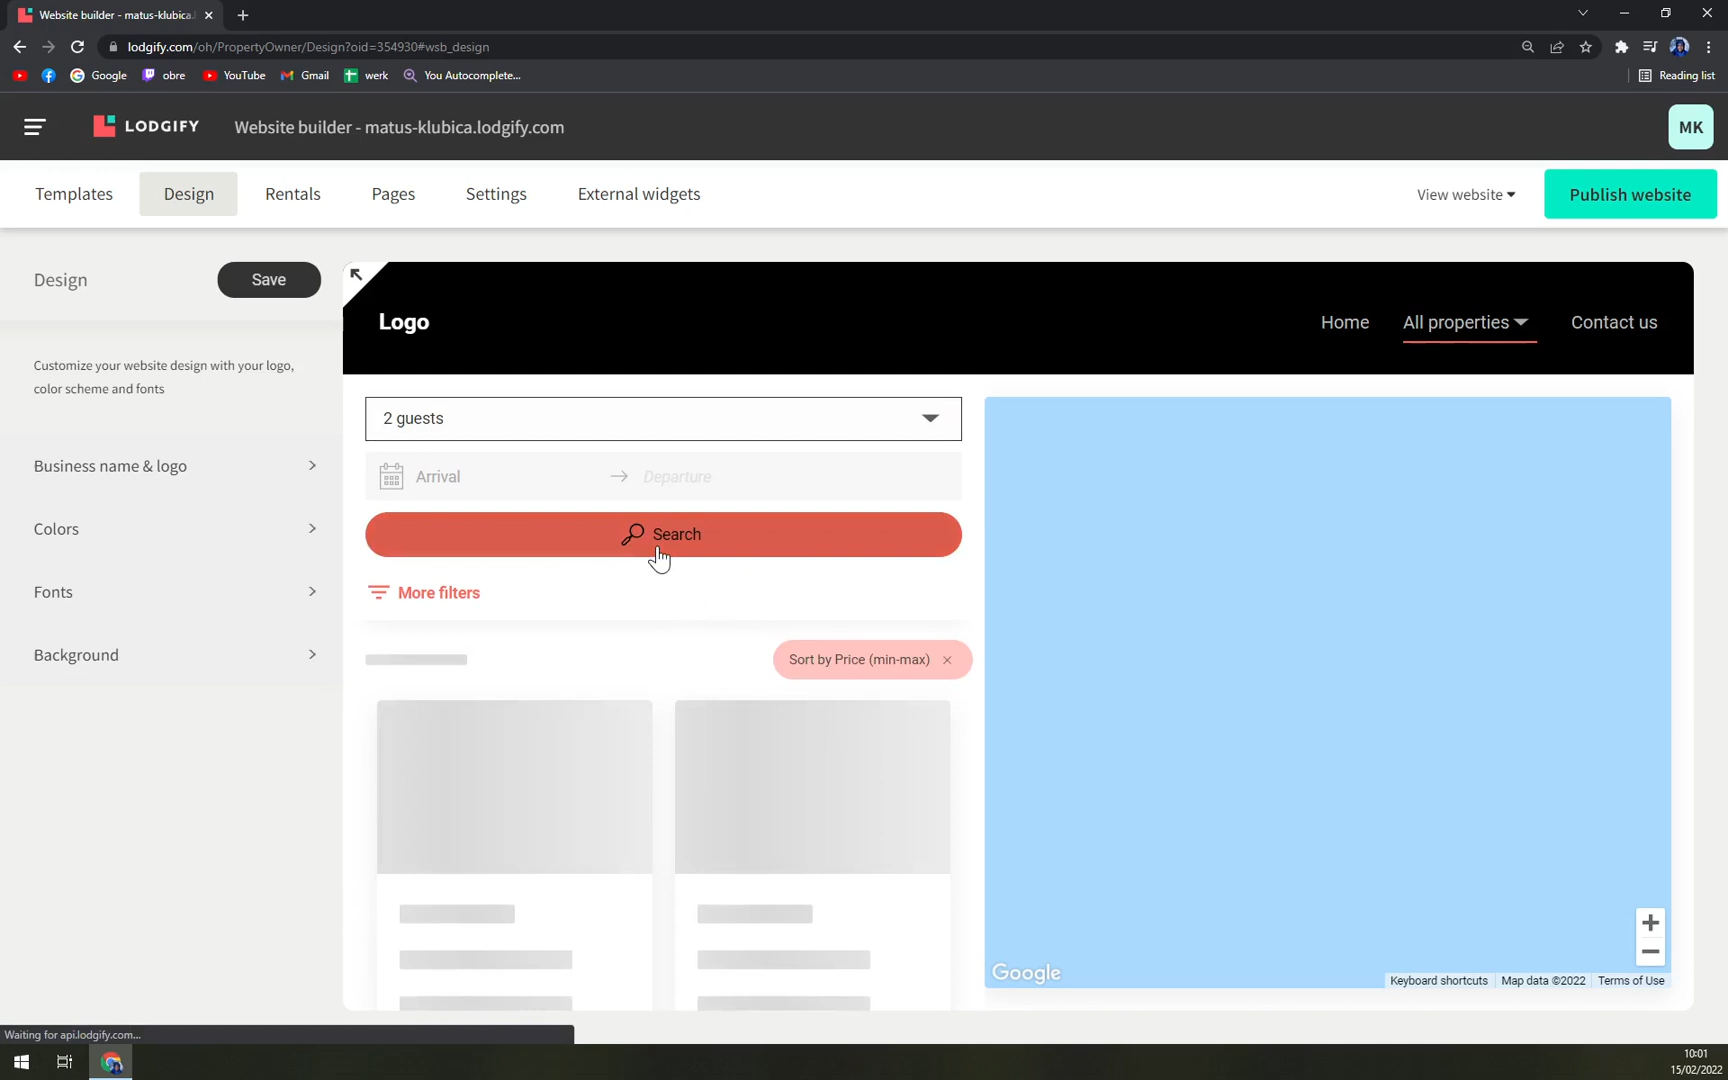 Website builder - matus-klubica.
lodgify.com/oh/PropertyOwner/Design?oid=354930#wsb_design
Google
obre
YouTube
Gmail
werk
You Autocomplete...
Reading list
LODGIFY
Website builder - matus-klubica.lodgify.com
MK
Templates
Design
Rentals
Pages
Settings
External widgets
View website
Publish website
Design
Save
Customize your website design with your logo,
color scheme and fonts
Business name & logo
Colors
Fonts
Background
Logo
Home
All properties
Contact us
2 guests
Arrival
Departure
Search
More filters
Sort by Price (min-max)
Google
Keyboard shortcuts
Map data ©2022
Terms of Use
Waiting for api.lodgify.com...
10:01
15/02/2022